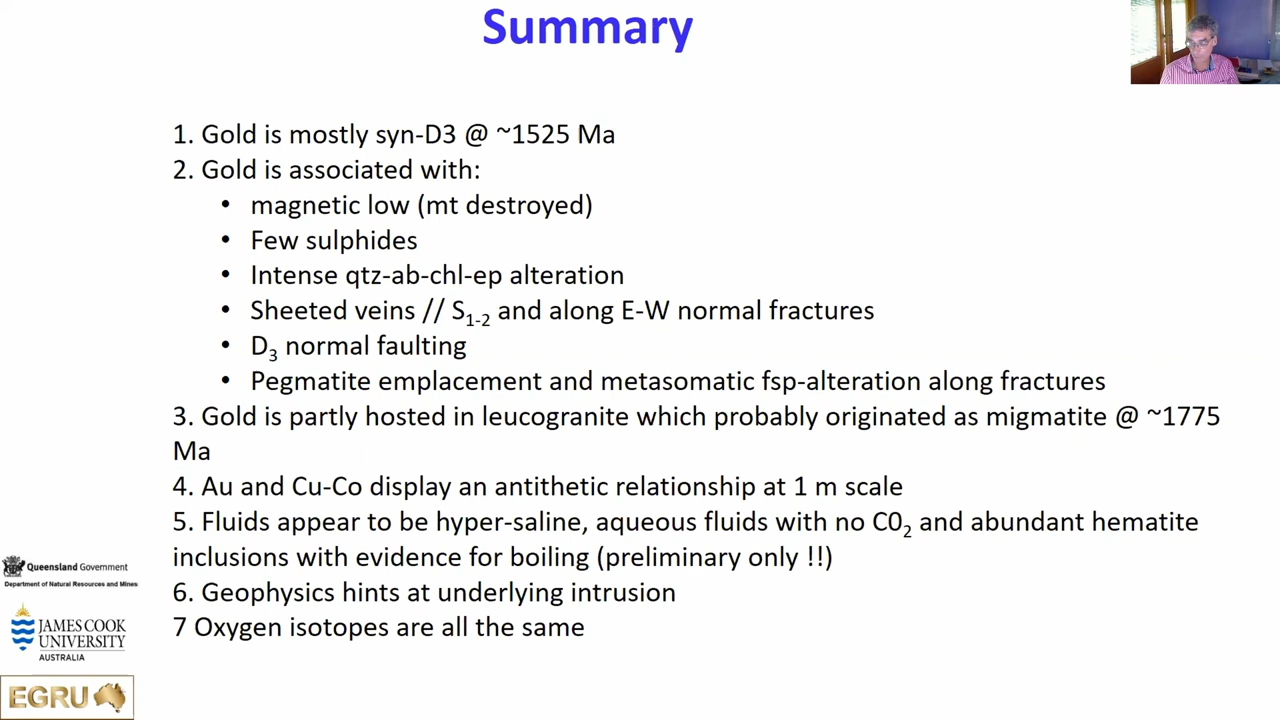 Summary
1. Gold is mostly syn-D3 @ ~1525 Ma
2. Gold is associated with:
• magnetic low (mt destroyed)
• Few sulphides
• Intense qtz-ab-chl-ep alteration
• Sheeted veins // S1-2 and along E-W normal fractures
• D3 normal faulting
• Pegmatite emplacement and metasomatic fsp-alteration along fractures
3. Gold is partly hosted in leucogranite which probably originated as migmatite @ ~1775
Ma
4. Au and Cu-Co display an antithetic relationship at 1 m scale
5. Fluids appear to be hyper-saline, aqueous fluids with no C02 and abundant hematite
inclusions with evidence for boiling (preliminary only !!)
6. Geophysics hints at underlying intrusion
7 Oxygen isotopes are all the same
Queensland Government
Department of Natural Resources and Mines
JAMES COOK
UNIVERSITY
AUSTRALIA
EGRU